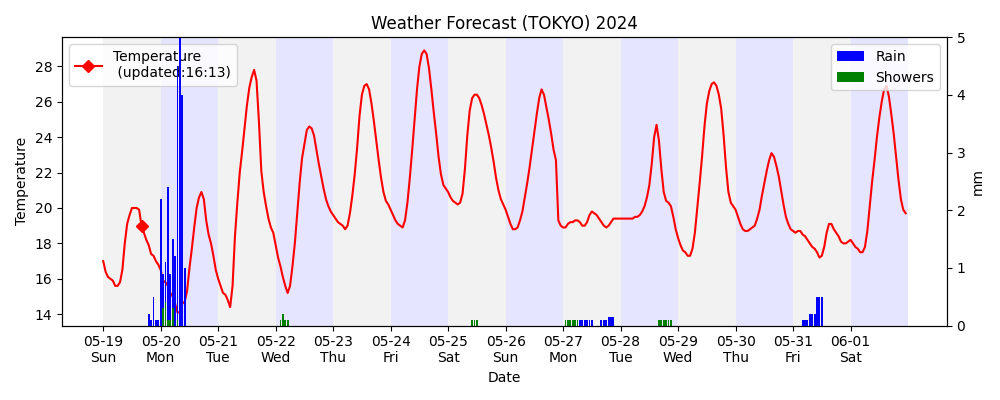 Weather Forecast (TOKYO) 2024
Temperature
(updated:16:13)
Rain
Showers
Temperature
28
26
24
22
20
18
16
14
5
4
3
2
1
0
mm
05-19 05-20 05-21 05-22 05-23 05-24 05-25 05-26 05-27 05-28 05-29 05-30 05-31 06-01
Sun Mon Tue Wed Thu Fri Sat Sun Mon Tue Wed Thu Fri Sat
Date